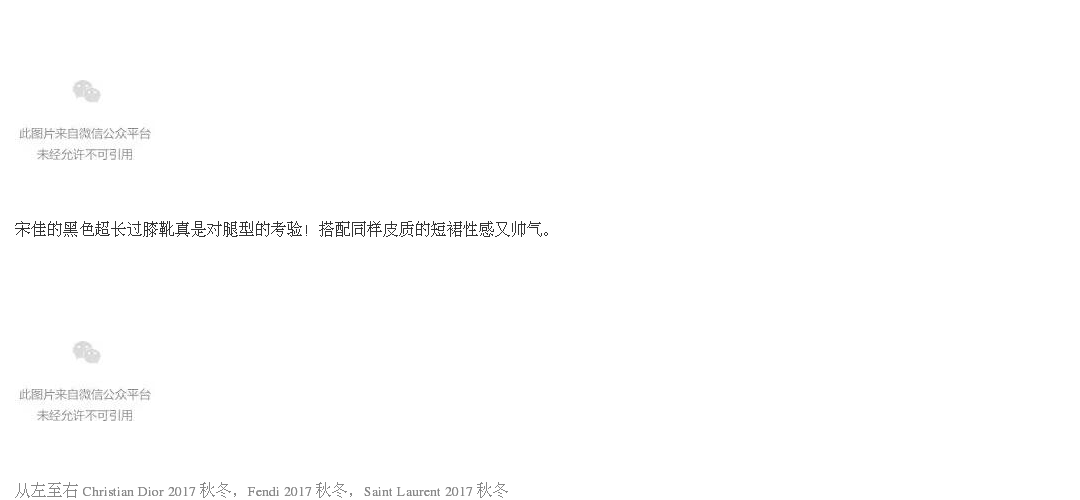 此图片来自微信公众平台
未经允许不可引用
宋佳的黑色超长过膝靴真是对腿型的考验！搭配同样皮质的短裙性感又帅气。
此图片来自微信公众平台
未经允许不可引用
从左至右 Christian Dior 2017 秋冬，Fendi 2017 秋冬，Saint Laurent 2017 秋冬